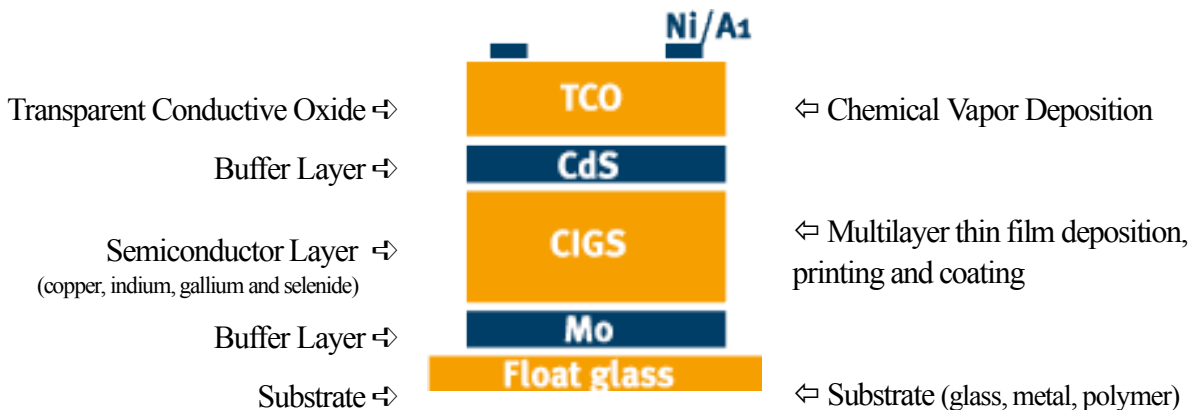 Ni/A1
Transparent Conductive Oxide ➪
TCO
⇦ Chemical Vapor Deposition
Buffer Layer ➪
CdS
Semiconductor Layer ➪
(copper, indium, gallium and selenide)
CIGS
⇦ Multilayer thin film deposition,
printing and coating
Buffer Layer ➪
Mo
Float glass
Substrate ➪
⇦ Substrate (glass, metal, polymer)